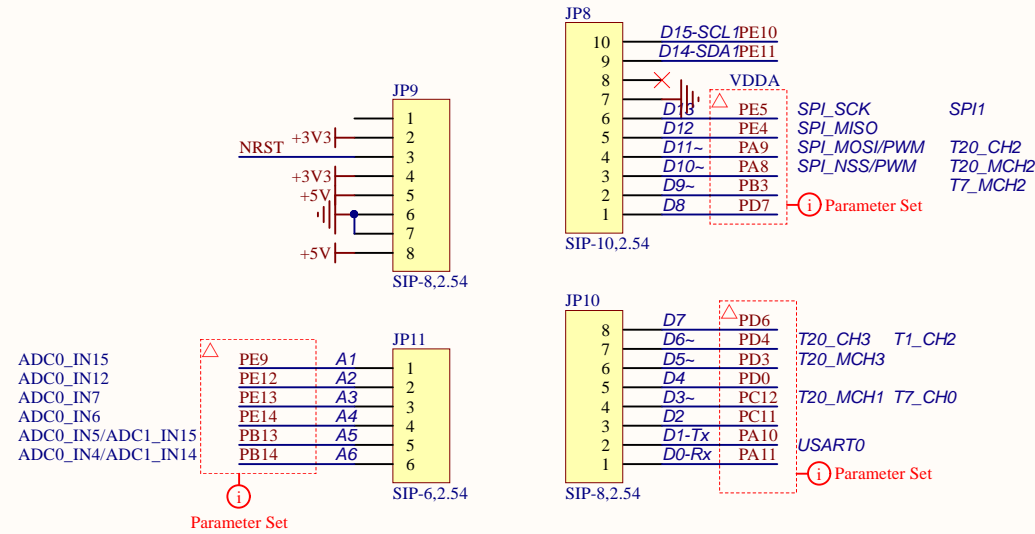 JP8
10 D15-SCL1 PE10
9 D14-SDA1 PE11
8 VDDA
7
6 D13 PE5 SPI_SCK SPI1
5 D12 PE4 SPI_MISO
4 D11~ PA9 SPI_MOSI/PWM T20_CH2
3 D10~ PA8 SPI_NSS/PWM T20_MCH2
2 D9~ PB3 T7_MCH2
1 D8 PD7
Parameter Set
SIP-10,2.54
JP9
1
+3V3 2
NRST 3
+3V3 4
+5V 5
6
7
+5V 8
SIP-8,2.54
JP10
8 D7 PD6
7 D6~ PD4 T20_CH3 T1_CH2
6 D5~ PD3 T20_MCH3
5 D4 PD0
4 D3~ PC12 T20_MCH1 T7_CH0
3 D2 PC11
2 D1-Tx PA10 USART0
1 D0-Rx PA11
i Parameter Set
SIP-8,2.54
JP11
ADC0_IN15 PE9 A1 1
ADC0_IN12 PE12 A2 2
ADC0_IN7 PE13 A3 3
ADC0_IN6 PE14 A4 4
ADC0_IN5/ADC1_IN15 PB13 A5 5
ADC0_IN4/ADC1_IN14 PB14 A6 6
SIP-6,2.54
i
Parameter Set